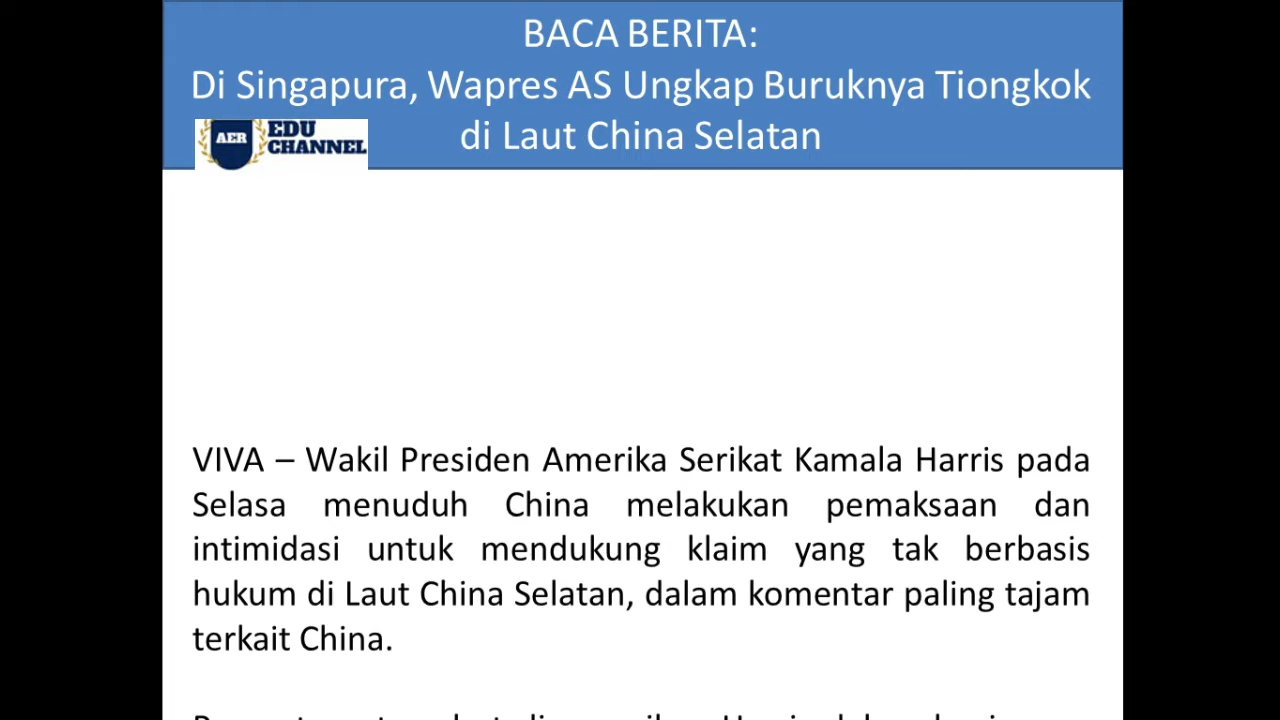 BACA BERITA:
Di Singapura, Wapres AS Ungkap Buruknya Tiongkok
di Laut China Selatan
AER
EDU
CHANNEL
VIVA – Wakil Presiden Amerika Serikat Kamala Harris pada
Selasa menuduh China melakukan pemaksaan dan
intimidasi untuk mendukung klaim yang tak berbasis
hukum di Laut China Selatan, dalam komentar paling tajam
terkait China.